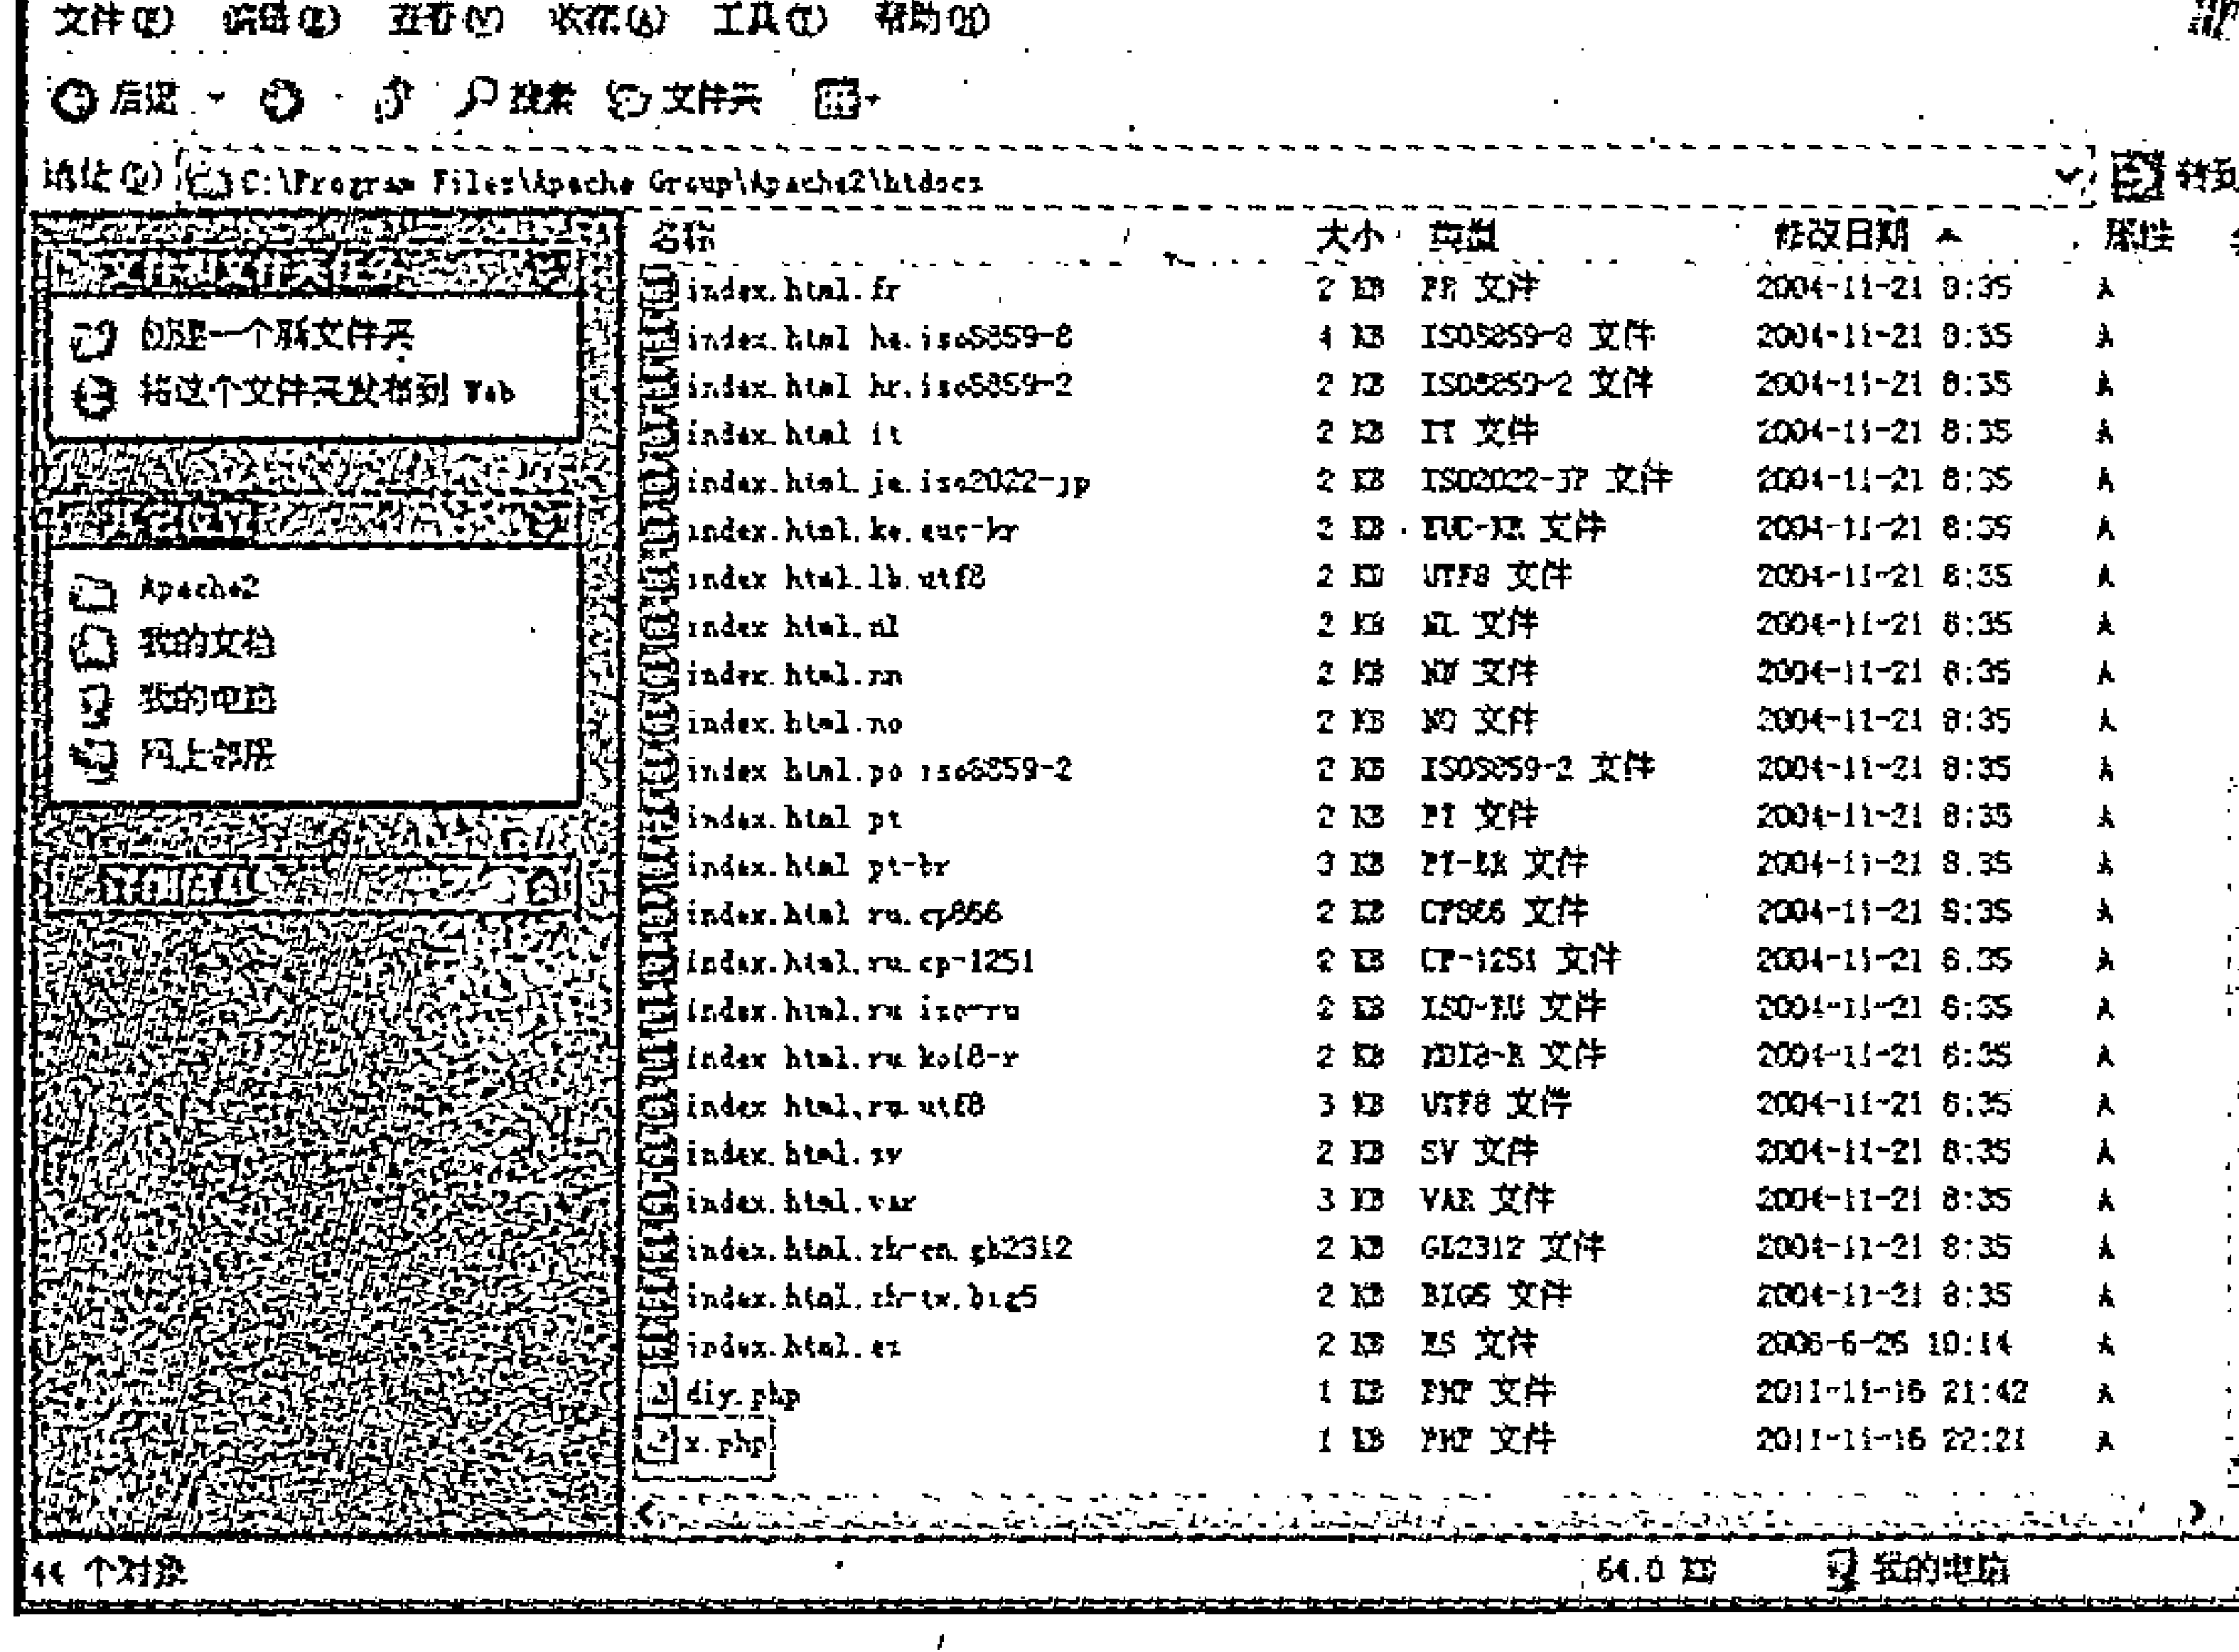 文件(F) 编辑(E) 查看(V) 收藏(A) 工具(T) 帮助(H)
后退 搜索 文件夹
地址(D) C:\Program Files\Apache Group\Apache2\htdocs 转到
名称 大小 类型 修改日期 属性
文件和文件夹任务
创建一个新文件夹
将这个文件夹发布到 Web
其它位置
Apache2
我的文档
我的电脑
网上邻居
详细信息
index.html.fr 2 KB FR 文件 2004-11-21 8:35 A
index.html.he.iso8859-8 4 KB ISO8859-8 文件 2004-11-21 8:35 A
index.html.hr.iso8859-2 2 KB ISO8859-2 文件 2004-11-21 8:35 A
index.html.it 2 KB IT 文件 2004-11-21 8:35 A
index.html.ja.iso2022-jp 2 KB ISO2022-JP 文件 2004-11-21 8:35 A
index.html.ko.euc-kr 2 KB EUC-KR 文件 2004-11-21 8:35 A
index.html.lb.utf8 2 KB UTF8 文件 2004-11-21 8:35 A
index.html.nl 2 KB NL 文件 2004-11-21 8:35 A
index.html.nn 2 KB NN 文件 2004-11-21 8:35 A
index.html.no 2 KB NO 文件 2004-11-21 8:35 A
index.html.po.iso8859-2 2 KB ISO8859-2 文件 2004-11-21 8:35 A
index.html.pt 2 KB PT 文件 2004-11-21 8:35 A
index.html.pt-br 3 KB PT-BR 文件 2004-11-21 8:35 A
index.html.ru.cp866 2 KB CP866 文件 2004-11-21 8:35 A
index.html.ru.cp-1251 2 KB CP-1251 文件 2004-11-21 8:35 A
index.html.ru.iso-ru 2 KB ISO-RU 文件 2004-11-21 8:35 A
index.html.ru.koi8-r 2 KB KOI8-R 文件 2004-11-21 8:35 A
index.html.ru.utf8 3 KB UTF8 文件 2004-11-21 8:35 A
index.html.sv 2 KB SV 文件 2004-11-21 8:35 A
index.html.var 3 KB VAR 文件 2004-11-21 8:35 A
index.html.zh-cn.gb2312 2 KB GB2312 文件 2004-11-21 8:35 A
index.html.zh-tw.big5 2 KB BIG5 文件 2004-11-21 8:35 A
index.html.es 2 KB ES 文件 2006-6-26 10:14 A
diy.php 1 KB PHP 文件 2011-11-16 21:42 A
x.php 1 KB PHP 文件 2011-11-16 22:21 A
44 个对象 64.0 KB 我的电脑